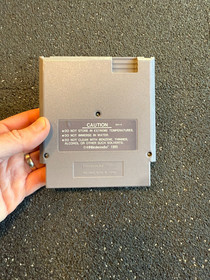 CAUTION
●DO NOT STORE IN EXTREME TEMPERATURES.
●DO NOT IMMERSE IN WATER.
●DO NOT CLEAN WITH BENZENE, THINNER,
ALCOHOL OR OTHER SUCH SOLVENTS.
©Nintendo 1985